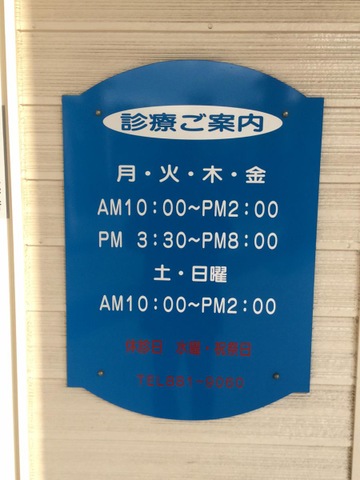 診療ご案内
月・火・木・金
AM10:00~PM2:00
PM 3:30~PM8:00
土・日曜
AM10:00~PM2:00
休診日 水曜・祝祭日